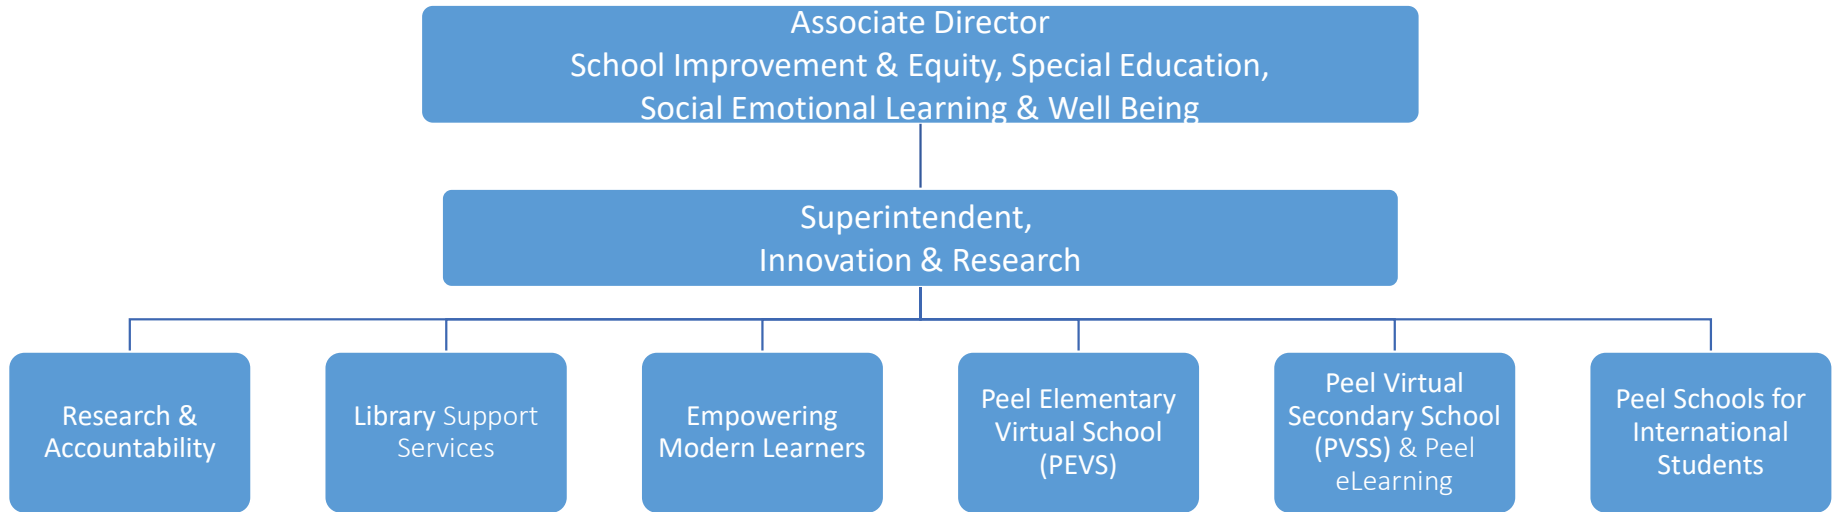 Associate Director
School Improvement & Equity, Special Education,
Social Emotional Learning & Well Being
Superintendent,
Innovation & Research
Research &
Accountability
Library Support
Services
Empowering
Modern Learners
Peel Elementary
Virtual School
(PEVS)
Peel Virtual
Secondary School
(PVSS) & Peel
eLearning
Peel Schools for
International
Students